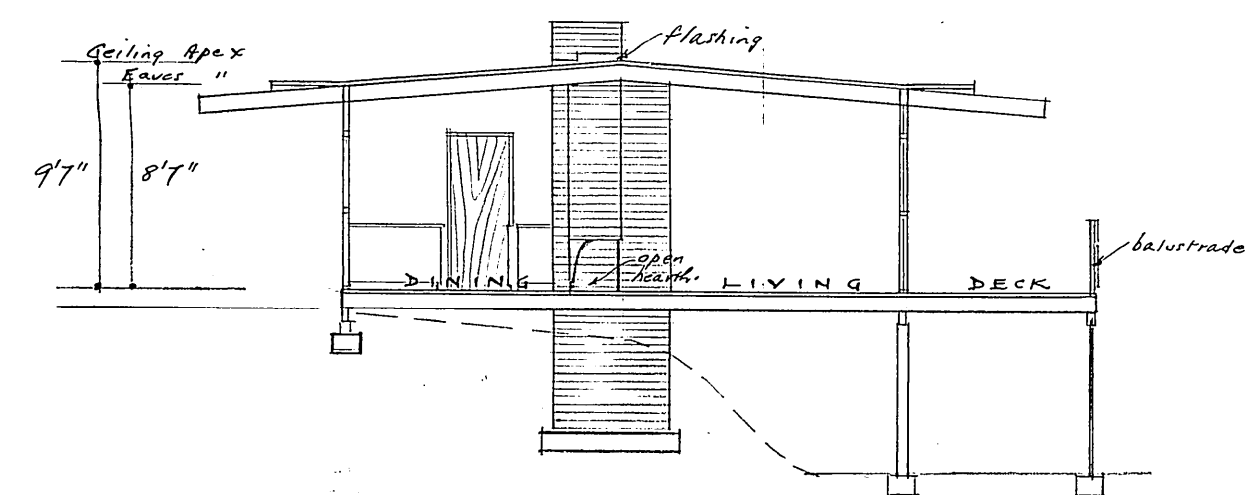 Ceiling Apex
Eaves "
flashing
9'7"
8'7"
balustrade
open
hearth.
DINING
LIVING
DECK